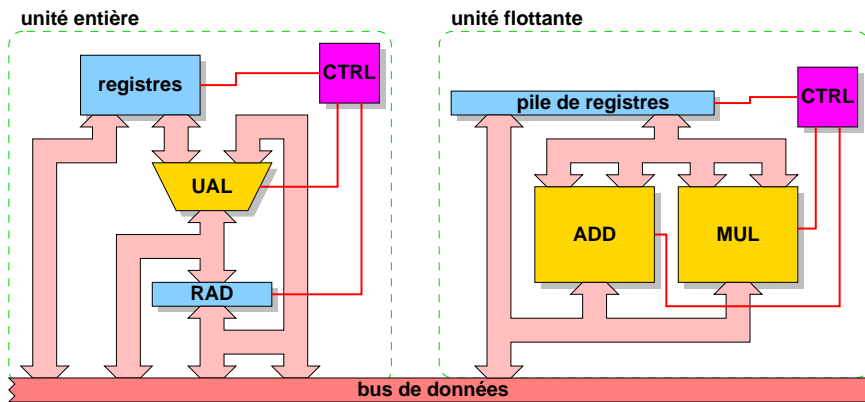 unité entière
unité flottante
registres
CTRL
pile de registres
CTRL
UAL
ADD
MUL
RAD
bus de données